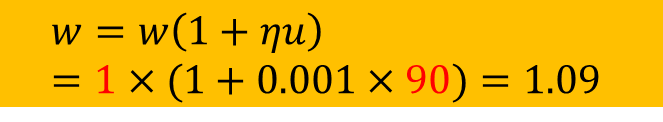 w = w(1 + ηu)
= 1 × (1 + 0.001 × 90) = 1.09